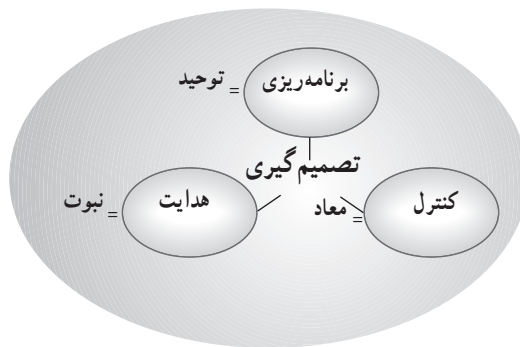 برنامه‌ریزی = توحید
تصمیم‌گیری
کنترل = معاد
هدایت = نبوت